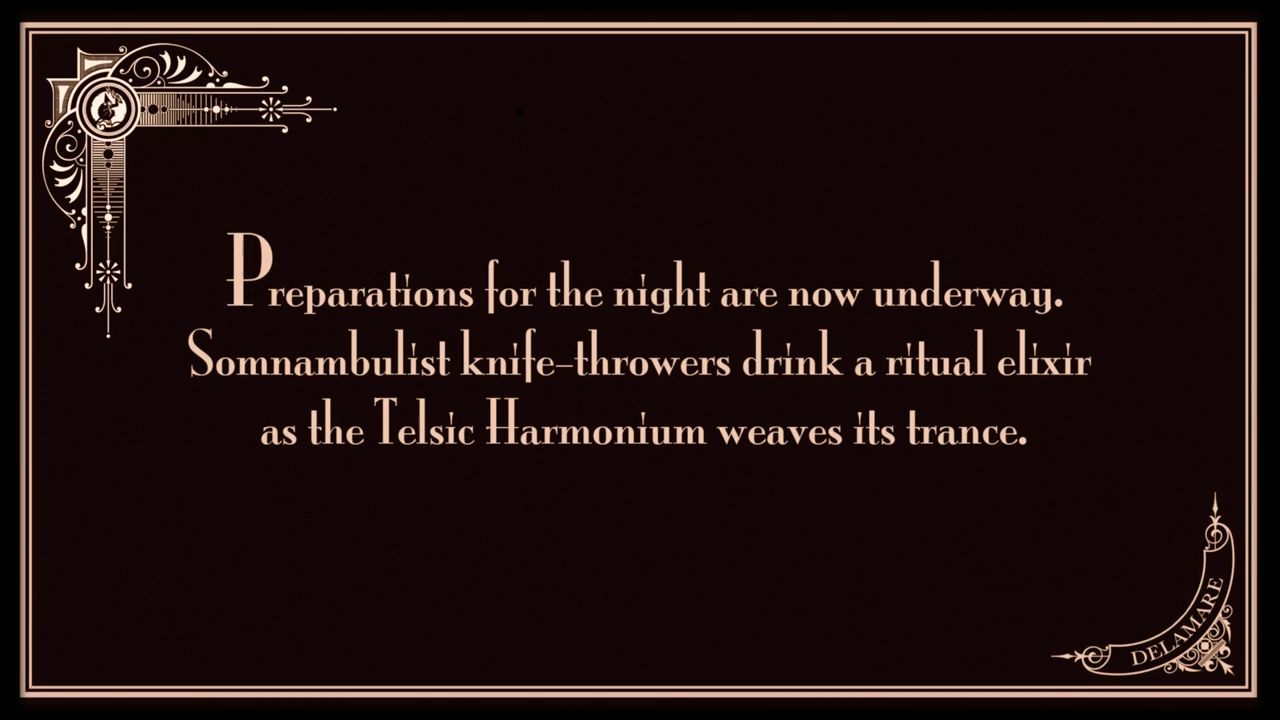 Preparations for the night are now underway.
Somnambulist knife-throwers drink a ritual elixir
as the Telsic Harmonium weaves its trance.
DELAMARE